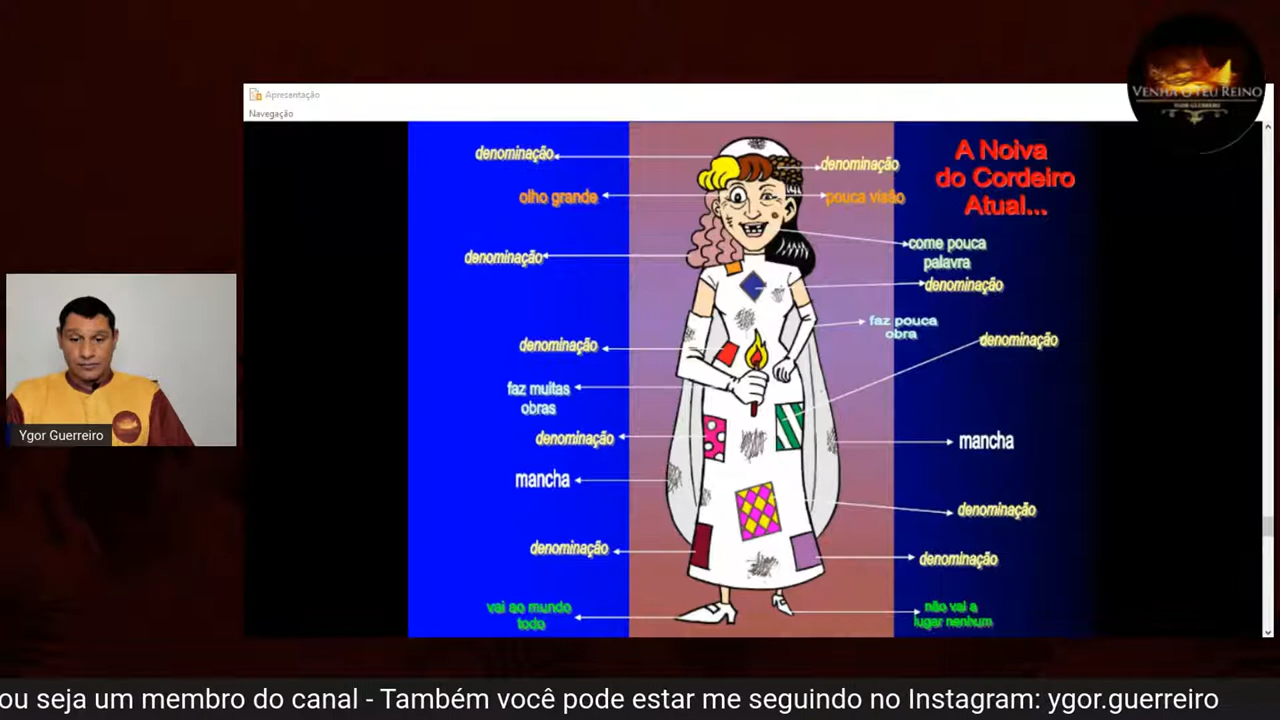 VENHA O TEU REINO
YGOR GUERREIRO
Apresentação
Navegação
A Noiva
do Cordeiro
Atual...
denominação
denominação
olho grande
pouca visão
come pouca
palavra
denominação
denominação
faz pouca
obra
denominação
denominação
faz muitas
obras
denominação
mancha
mancha
denominação
denominação
denominação
vai ao mundo
todo
não vai a
lugar nenhum
Ygor Guerreiro
ou seja um membro do canal - Também você pode estar me seguindo no Instagram: ygor.guerreiro